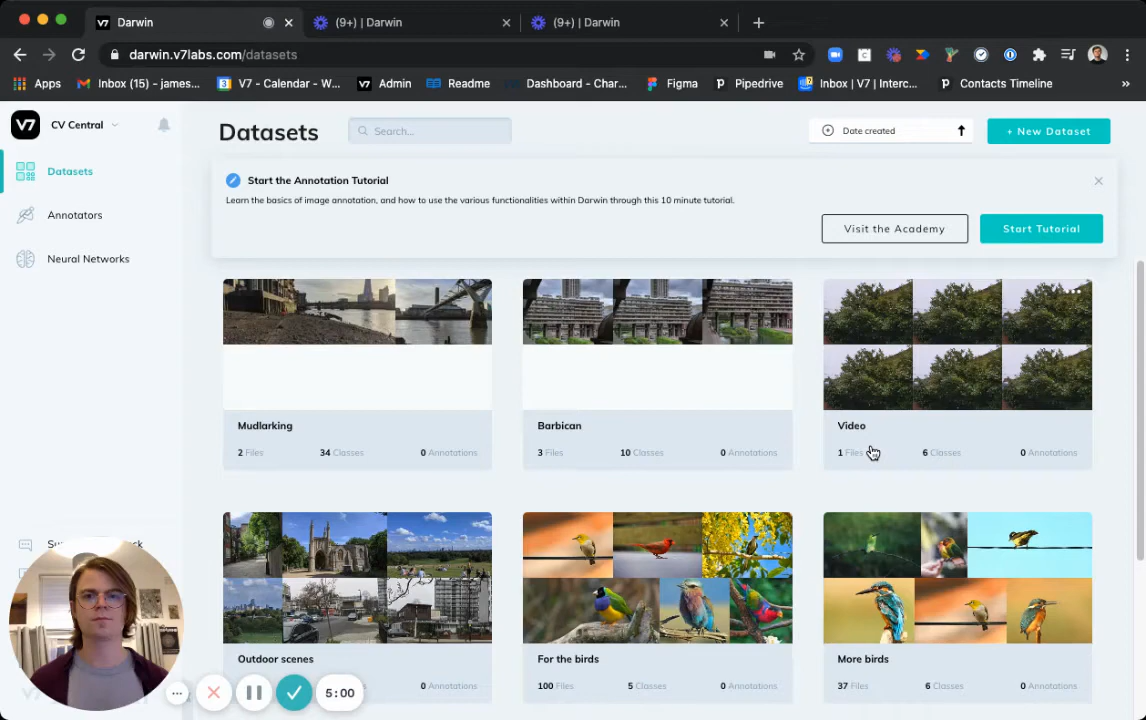 V7 Darwin
(9+) | Darwin
(9+) | Darwin
darwin.v7labs.com/datasets
Apps
Inbox (15) - james...
V7 - Calendar - W...
V7 Admin
Readme
Dashboard - Char...
Figma
Pipedrive
Inbox | V7 | Interc...
Contacts Timeline
»
V7 CV Central
Datasets
Annotators
Neural Networks
Datasets
Search...
Date created
+ New Dataset
Start the Annotation Tutorial
Learn the basics of image annotation, and how to use the various functionalities within Darwin through this 10 minute tutorial.
Visit the Academy
Start Tutorial
Mudlarking
2 Files 34 Classes 0 Annotations
Barbican
3 Files 10 Classes 0 Annotations
Video
1 Files 6 Classes 0 Annotations
Outdoor scenes
0 Annotations
For the birds
100 Files 5 Classes 0 Annotations
More birds
37 Files 6 Classes 0 Annotations
5:00